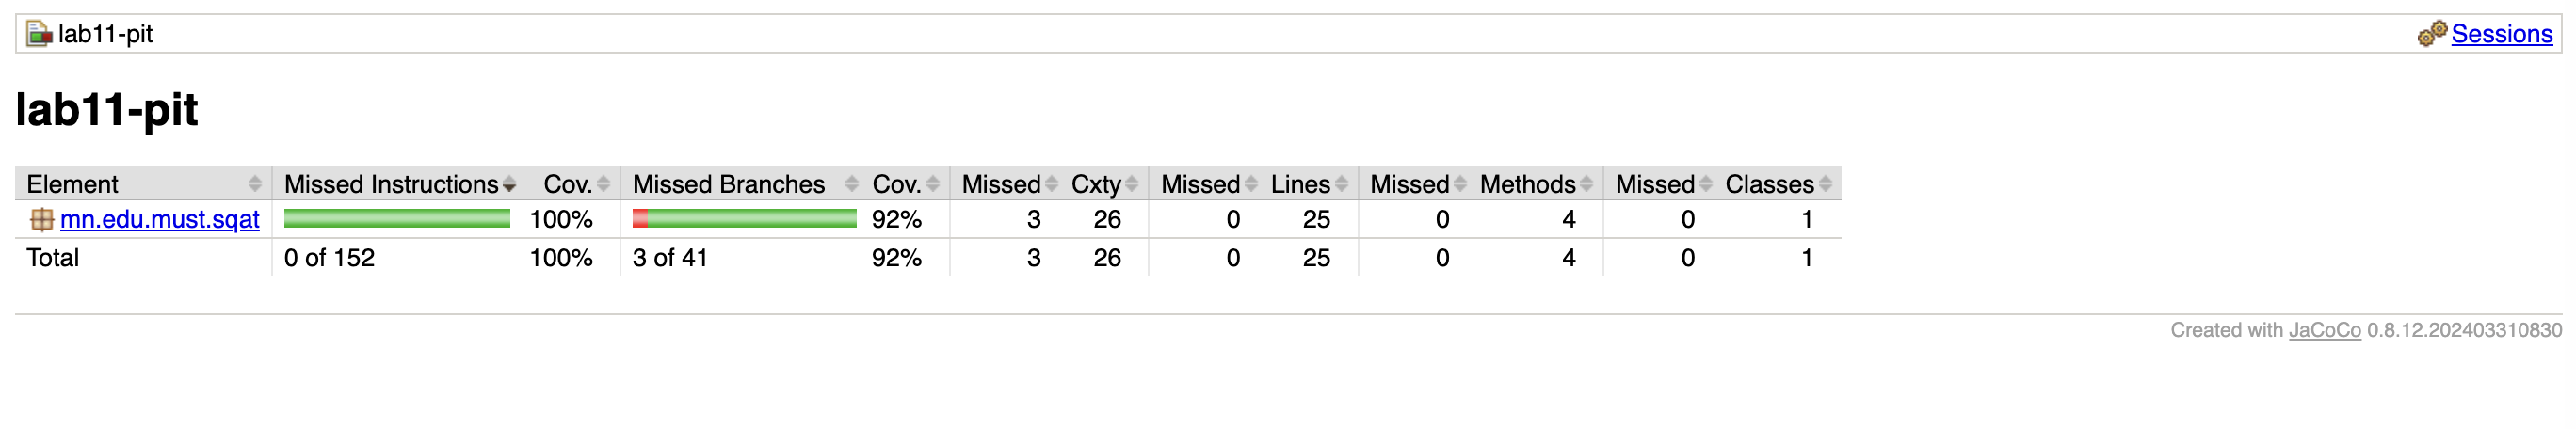 lab11-pit Sessions
lab11-pit
Element Missed Instructions Cov. Missed Branches Cov. Missed Cxty Missed Lines Missed Methods Missed Classes
mn.edu.must.sqat 100% 92% 3 26 0 25 0 4 0 1
Total 0 of 152 100% 3 of 41 92% 3 26 0 25 0 4 0 1
Created with JaCoCo 0.8.12.202403310830